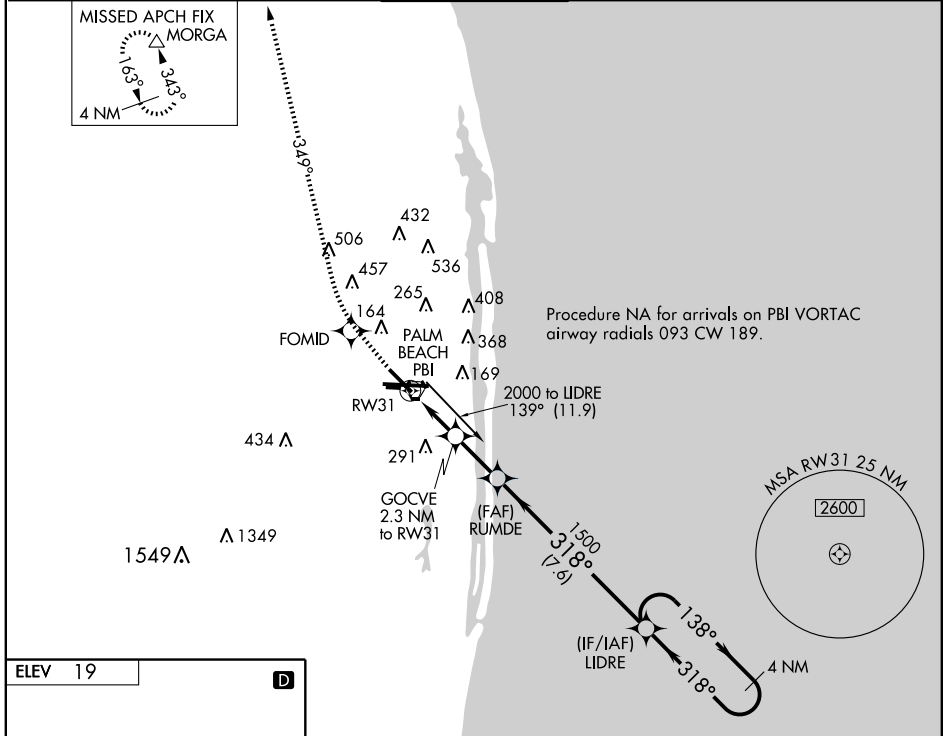 MISSED APCH FIX
MORGA
163°
343°
4 NM
349°
432
506
536
457
265
408
164
Procedure NA for arrivals on PBI VORTAC
airway radials 093 CW 189.
FOMID
PALM
BEACH
PBI
368
169
RW31
2000 to LIDRE
139° (11.9)
434
291
GOCVE
2.3 NM
to RW31
(FAF)
RUMDE
MSA RW31 25 NM
2600
1349
1549
1500
318°
(7.6)
138°
(IF/IAF)
LIDRE
318°
4 NM
ELEV 19
D